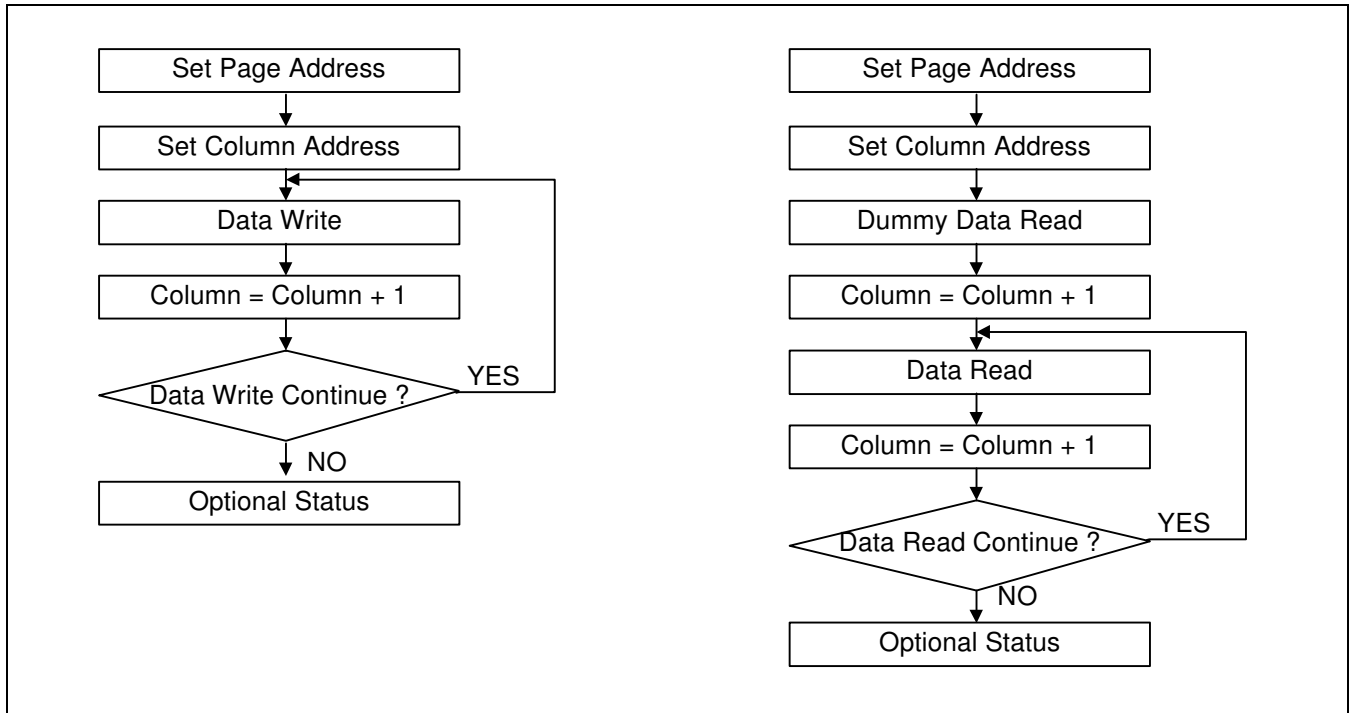 Set Page Address
Set Column Address
Data Write
Column = Column + 1
Data Write Continue ?
YES
NO
Optional Status
Set Page Address
Set Column Address
Dummy Data Read
Column = Column + 1
Data Read
Column = Column + 1
Data Read Continue ?
YES
NO
Optional Status